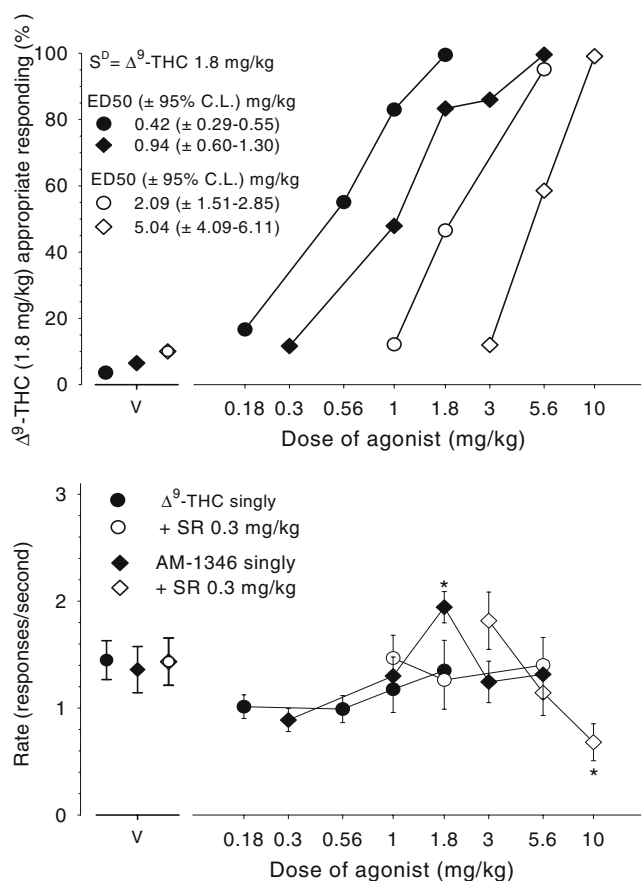 Δ⁹-THC (1.8 mg/kg) appropriate responding (%)
100
80
60
40
20
0
S^D = Δ⁹-THC 1.8 mg/kg
ED50 (± 95% C.L.) mg/kg
0.42 (± 0.29-0.55)
0.94 (± 0.60-1.30)
ED50 (± 95% C.L.) mg/kg
2.09 (± 1.51-2.85)
5.04 (± 4.09-6.11)
V
0.18 0.3 0.56 1 1.8 3 5.6 10
Dose of agonist (mg/kg)
Rate (responses/second)
3
2
1
0
Δ⁹-THC singly
+ SR 0.3 mg/kg
AM-1346 singly
+ SR 0.3 mg/kg
*
*
V
0.18 0.3 0.56 1 1.8 3 5.6 10
Dose of agonist (mg/kg)